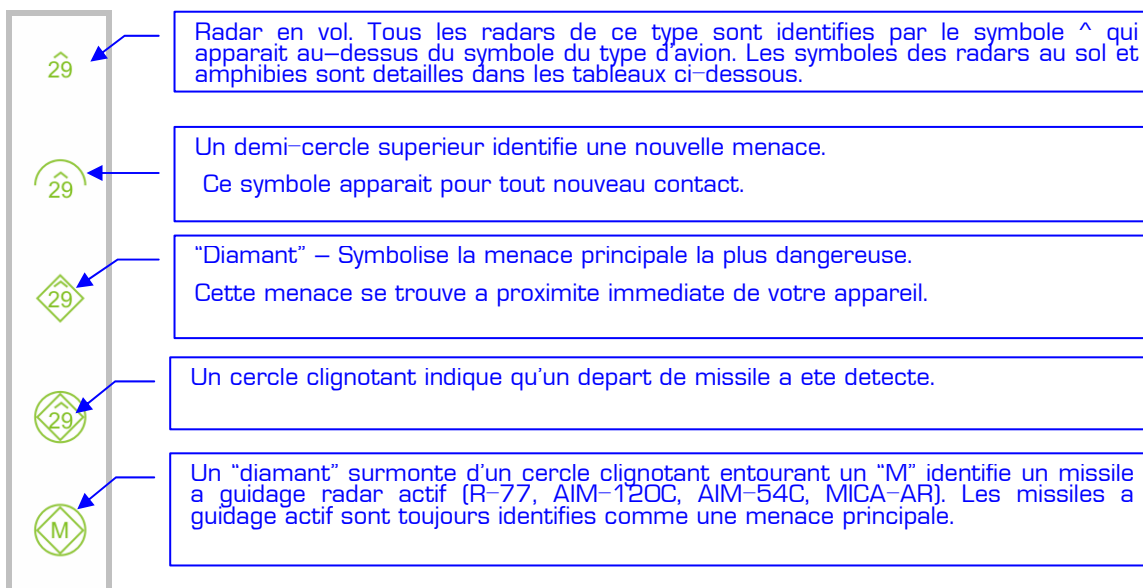 ^
29
Radar en vol. Tous les radars de ce type sont identifies par le symbole ^ qui
apparait au–dessus du symbole du type d'avion. Les symboles des radars au sol et
amphibies sont detailles dans les tableaux ci–dessous.
^
29
Un demi–cercle superieur identifie une nouvelle menace.
Ce symbole apparait pour tout nouveau contact.
^
29
“Diamant” – Symbolise la menace principale la plus dangereuse.
Cette menace se trouve a proximite immediate de votre appareil.
^
29
Un cercle clignotant indique qu'un depart de missile a ete detecte.
M
Un “diamant” surmonte d'un cercle clignotant entourant un “M” identifie un missile
a guidage radar actif (R–77, AIM–120C, AIM–54C, MICA–AR). Les missiles a
guidage actif sont toujours identifies comme une menace principale.